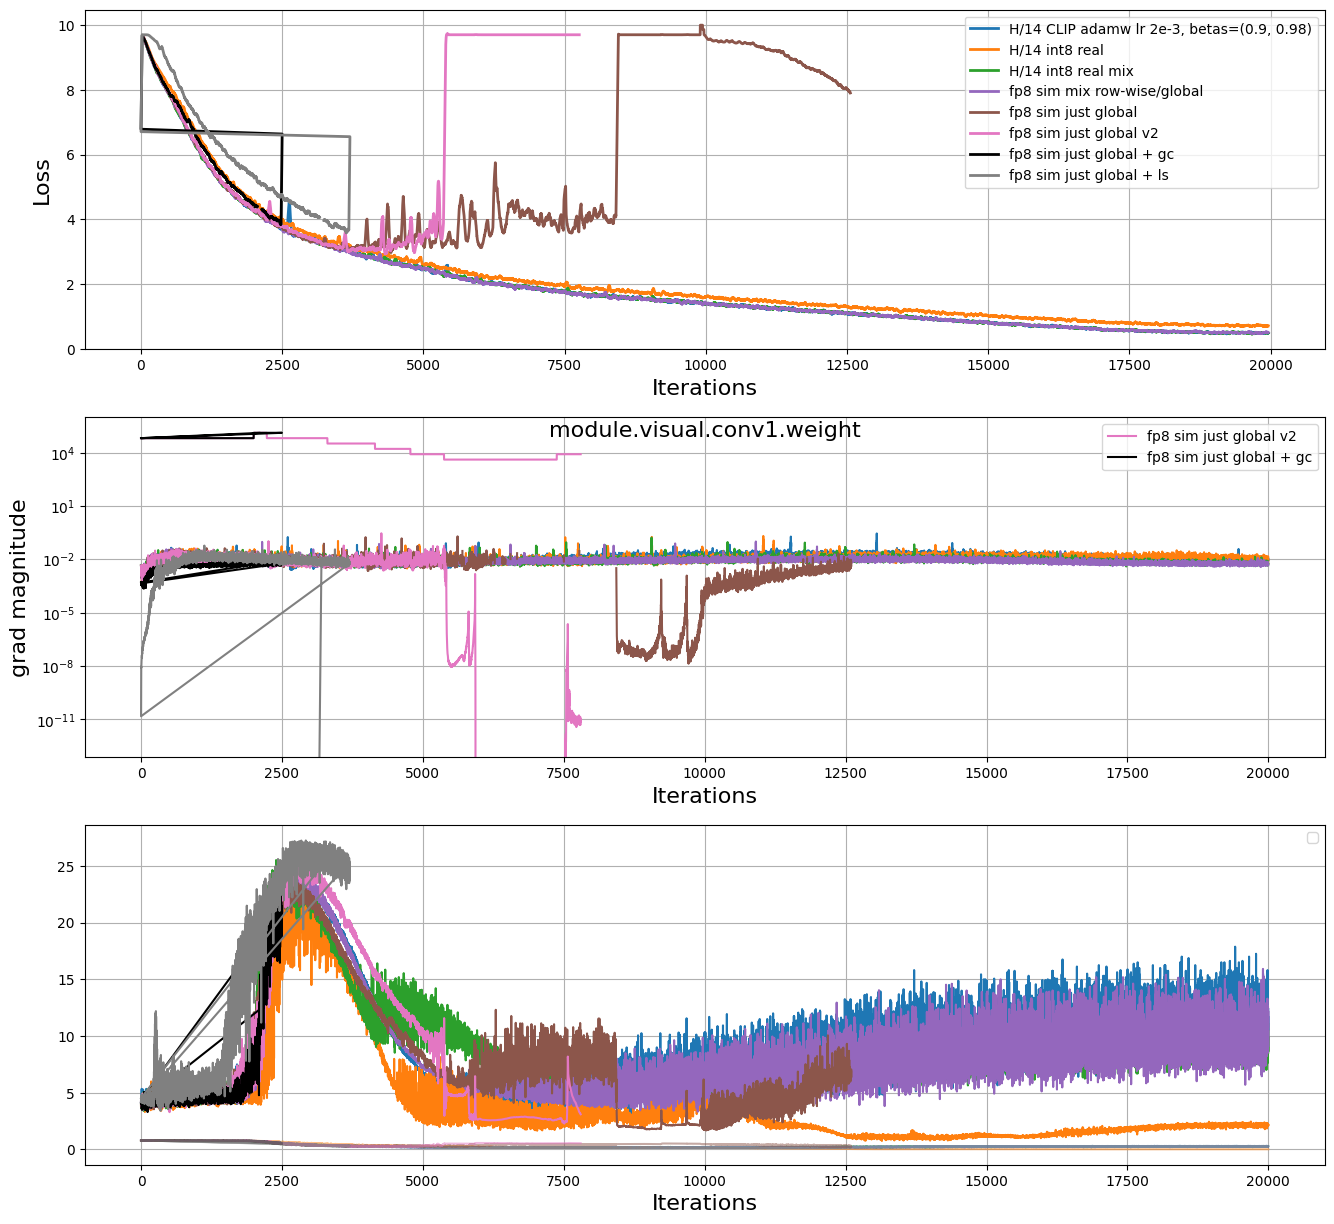 10
8
6
4
2
0
Loss
H/14 CLIP adamw lr 2e-3, betas=(0.9, 0.98)
H/14 int8 real
H/14 int8 real mix
fp8 sim mix row-wise/global
fp8 sim just global
fp8 sim just global v2
fp8 sim just global + gc
fp8 sim just global + ls
0 2500 5000 7500 10000 12500 15000 17500 20000
Iterations
module.visual.conv1.weight
10^4
10^1
10^-2
10^-5
10^-8
10^-11
grad magnitude
fp8 sim just global v2
fp8 sim just global + gc
0 2500 5000 7500 10000 12500 15000 17500 20000
Iterations
25
20
15
10
5
0
0 2500 5000 7500 10000 12500 15000 17500 20000
Iterations